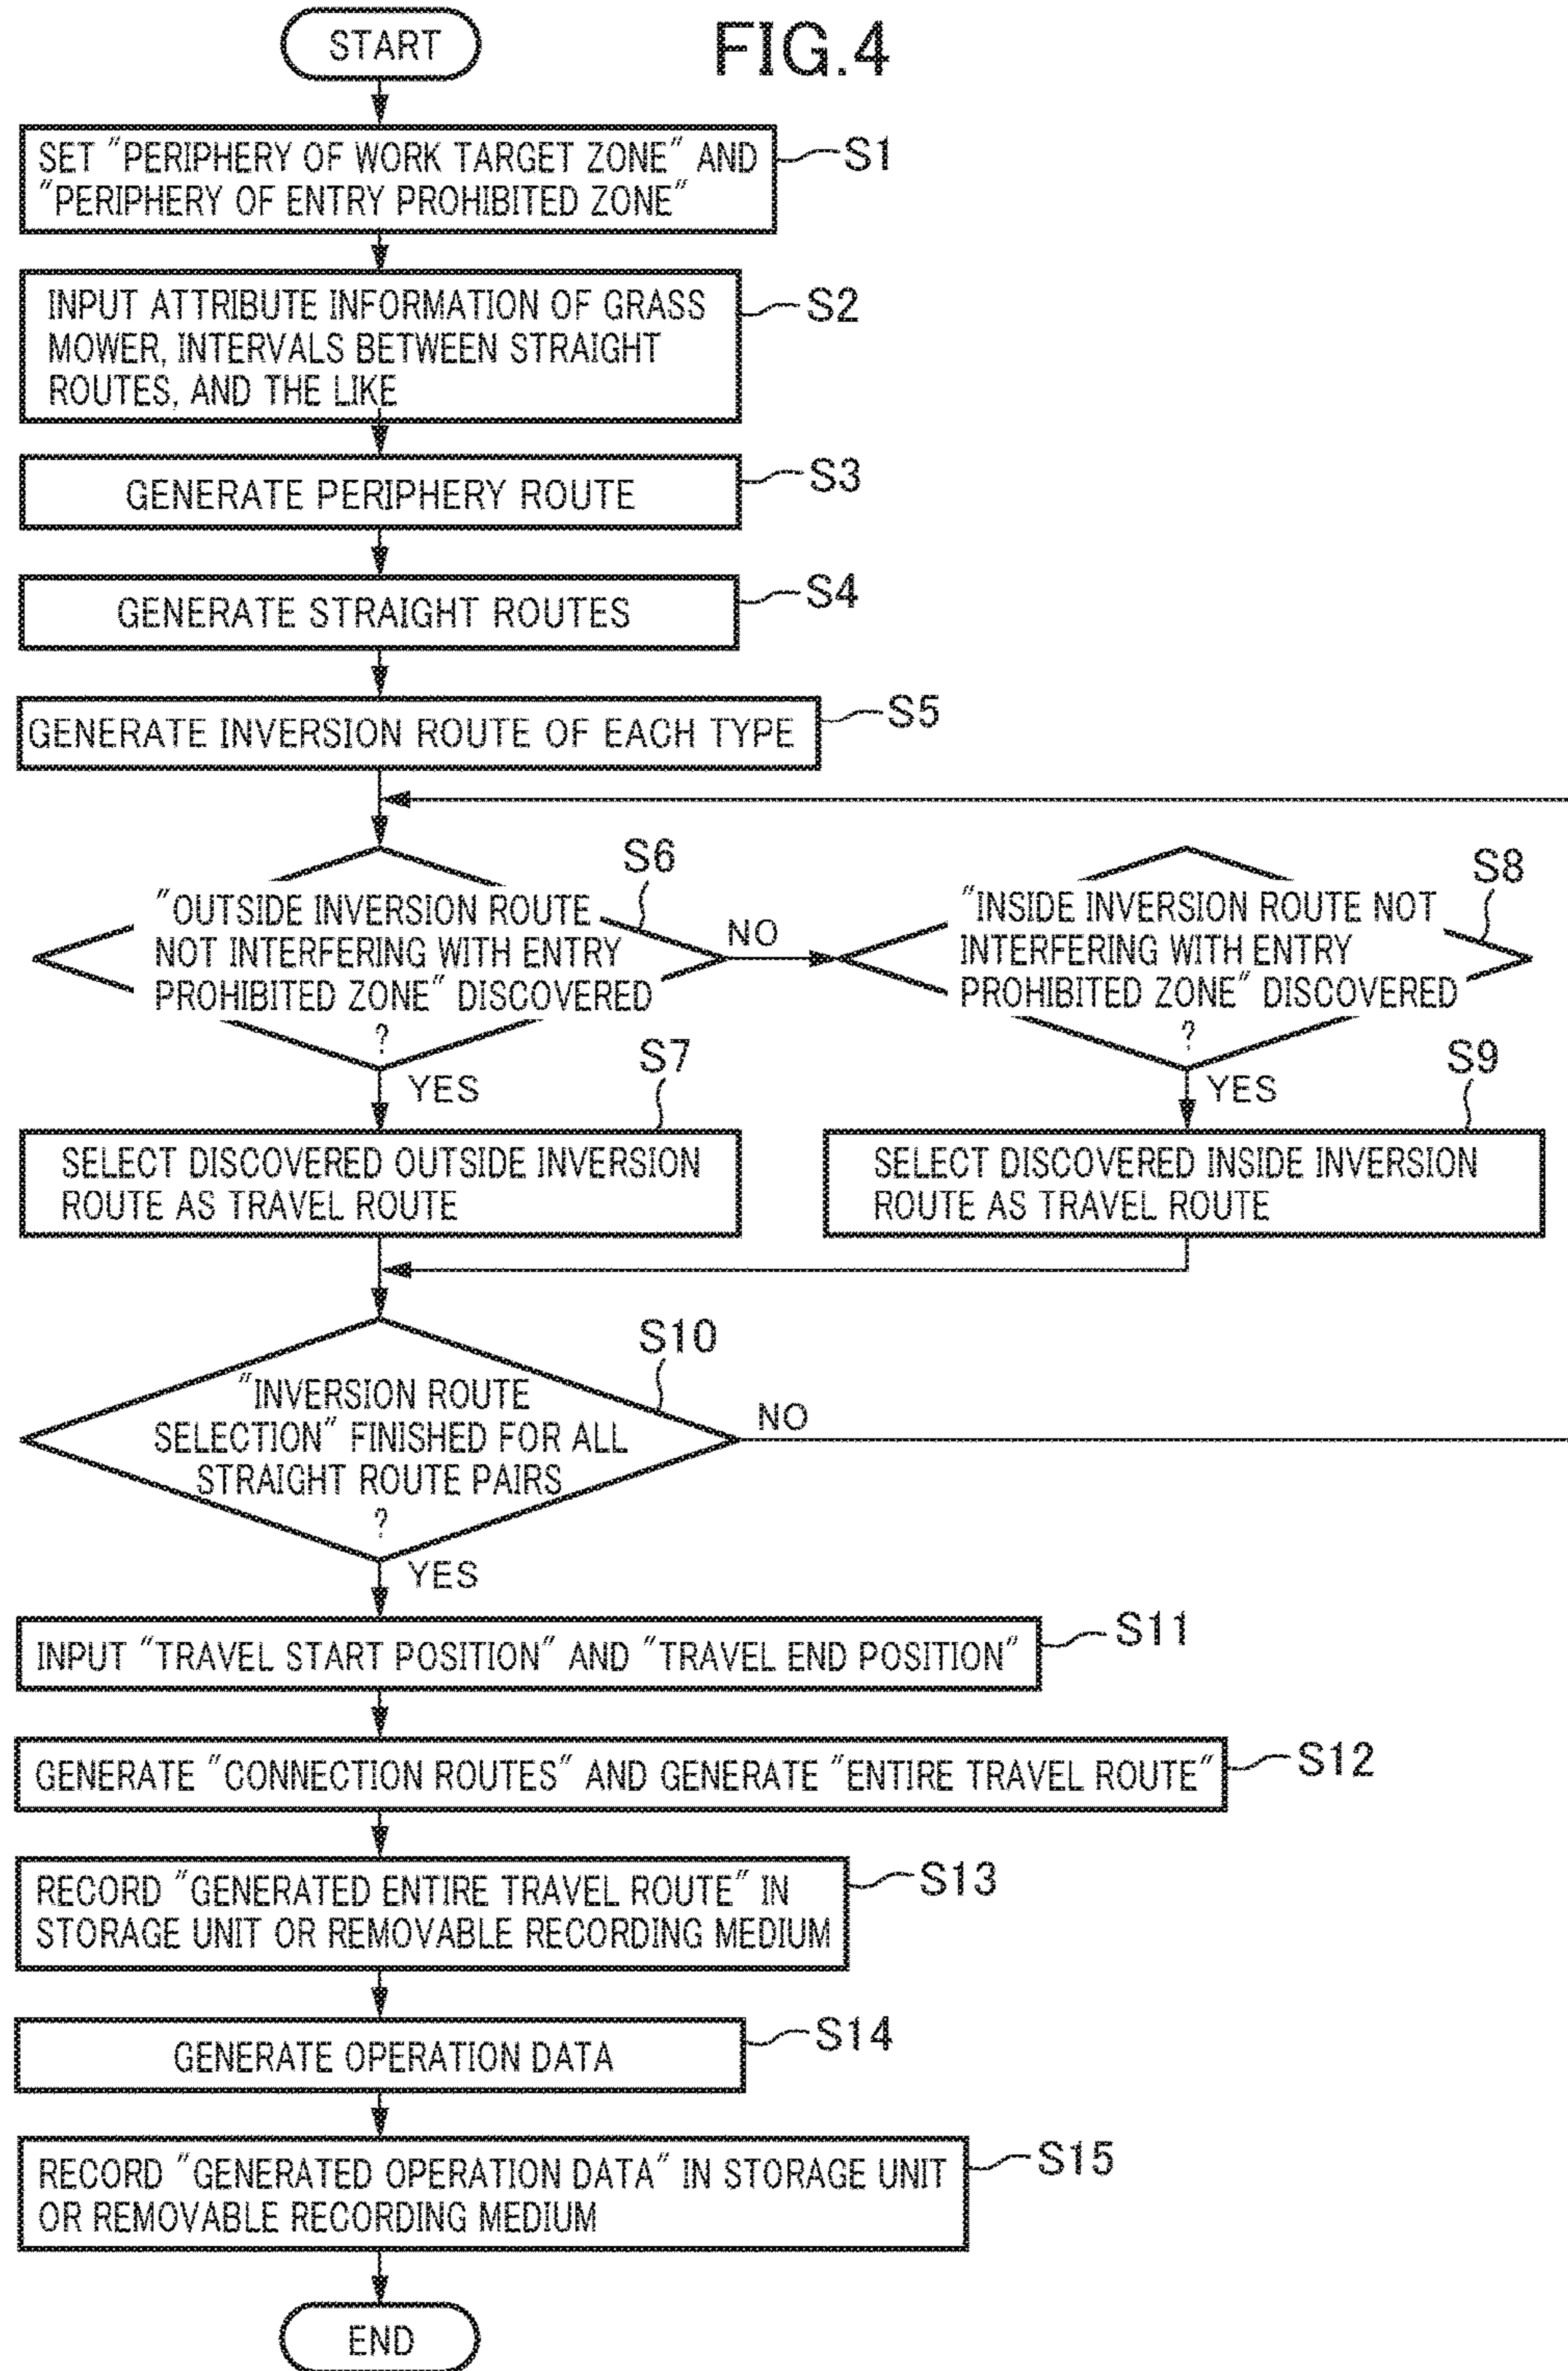 FIG.4
START
SET "PERIPHERY OF WORK TARGET ZONE" AND
"PERIPHERY OF ENTRY PROHIBITED ZONE"
S1
INPUT ATTRIBUTE INFORMATION OF GRASS
MOWER, INTERVALS BETWEEN STRAIGHT
ROUTES, AND THE LIKE
S2
GENERATE PERIPHERY ROUTE
S3
GENERATE STRAIGHT ROUTES
S4
GENERATE INVERSION ROUTE OF EACH TYPE
S5
"OUTSIDE INVERSION ROUTE
NOT INTERFERING WITH ENTRY
PROHIBITED ZONE" DISCOVERED
?
S6
NO
YES
"INSIDE INVERSION ROUTE NOT
INTERFERING WITH ENTRY
PROHIBITED ZONE" DISCOVERED
?
S8
YES
SELECT DISCOVERED OUTSIDE INVERSION
ROUTE AS TRAVEL ROUTE
S7
SELECT DISCOVERED INSIDE INVERSION
ROUTE AS TRAVEL ROUTE
S9
"INVERSION ROUTE
SELECTION" FINISHED FOR ALL
STRAIGHT ROUTE PAIRS
?
S10
NO
YES
INPUT "TRAVEL START POSITION" AND "TRAVEL END POSITION"
S11
GENERATE "CONNECTION ROUTES" AND GENERATE "ENTIRE TRAVEL ROUTE"
S12
RECORD "GENERATED ENTIRE TRAVEL ROUTE" IN
STORAGE UNIT OR REMOVABLE RECORDING MEDIUM
S13
GENERATE OPERATION DATA
S14
RECORD "GENERATED OPERATION DATA" IN STORAGE UNIT
OR REMOVABLE RECORDING MEDIUM
S15
END